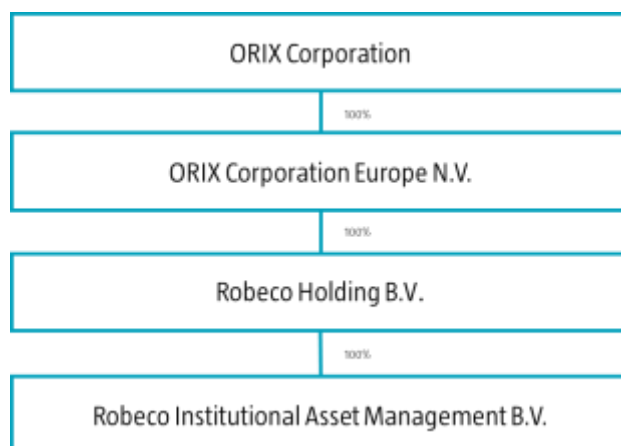 ORIX Corporation
100%
ORIX Corporation Europe N.V.
100%
Robeco Holding B.V.
100%
Robeco Institutional Asset Management B.V.